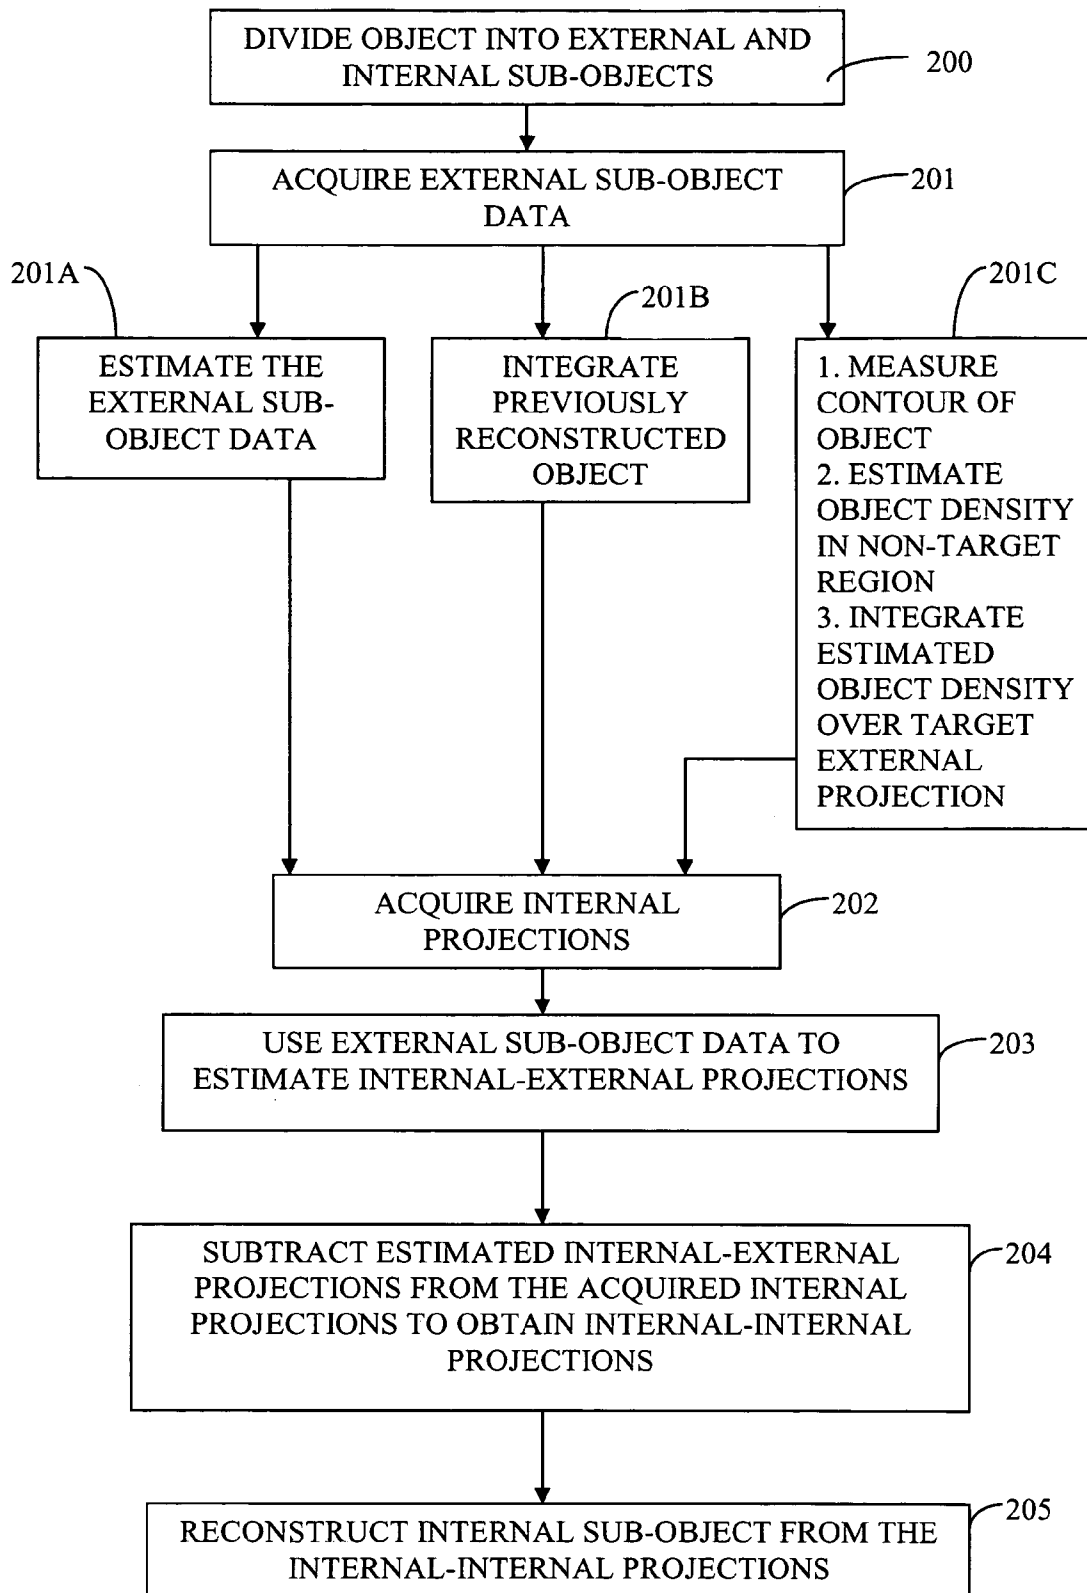 DIVIDE OBJECT INTO EXTERNAL AND
INTERNAL SUB-OBJECTS
200
ACQUIRE EXTERNAL SUB-OBJECT
DATA
201
201A
201B
201C
ESTIMATE THE
EXTERNAL SUB-
OBJECT DATA
INTEGRATE
PREVIOUSLY
RECONSTRUCTED
OBJECT
1. MEASURE
CONTOUR OF
OBJECT
2. ESTIMATE
OBJECT DENSITY
IN NON-TARGET
REGION
3. INTEGRATE
ESTIMATED
OBJECT DENSITY
OVER TARGET
EXTERNAL
PROJECTION
ACQUIRE INTERNAL
PROJECTIONS
202
USE EXTERNAL SUB-OBJECT DATA TO
ESTIMATE INTERNAL-EXTERNAL PROJECTIONS
203
SUBTRACT ESTIMATED INTERNAL-EXTERNAL
PROJECTIONS FROM THE ACQUIRED INTERNAL
PROJECTIONS TO OBTAIN INTERNAL-INTERNAL
PROJECTIONS
204
RECONSTRUCT INTERNAL SUB-OBJECT FROM THE
INTERNAL-INTERNAL PROJECTIONS
205